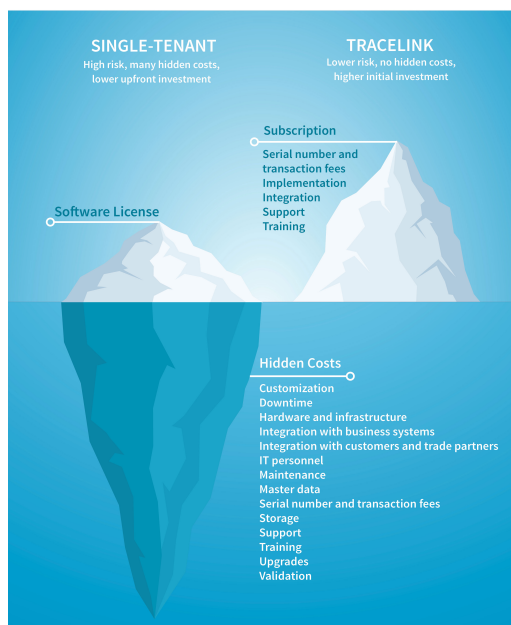 SINGLE-TENANT
High risk, many hidden costs,
lower upfront investment
TRACELINK
Lower risk, no hidden costs,
higher initial investment
Subscription
Serial number and
transaction fees
Implementation
Integration
Support
Training
Software License
Hidden Costs
Customization
Downtime
Hardware and infrastructure
Integration with business systems
Integration with customers and trade partners
IT personnel
Maintenance
Master data
Serial number and transaction fees
Storage
Support
Training
Upgrades
Validation